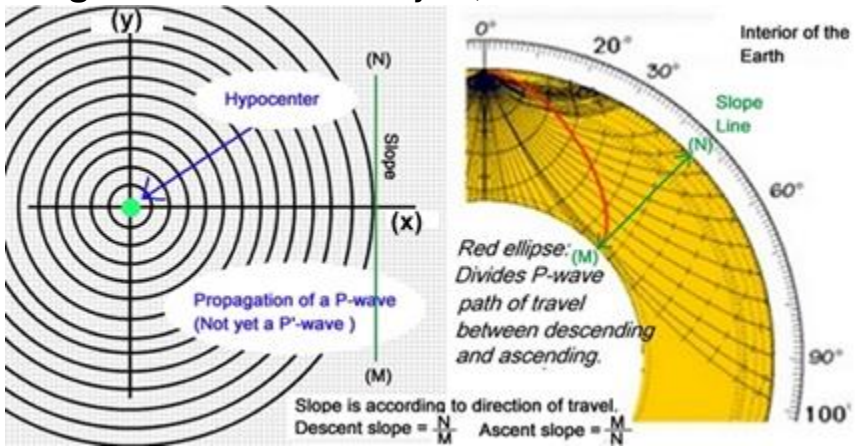 (y)
(N)
Hypocenter
Slope
(x)
Propagation of a P-wave
(Not yet a P'-wave )
(M)
0°
20°
30°
60°
90°
100°
Interior of the
Earth
Slope
Line
(N)
(M)
Red ellipse:
Divides P-wave
path of travel
between descending
and ascending.
Slope is according to direction of travel.
Descent slope = N/M Ascent slope = M/N